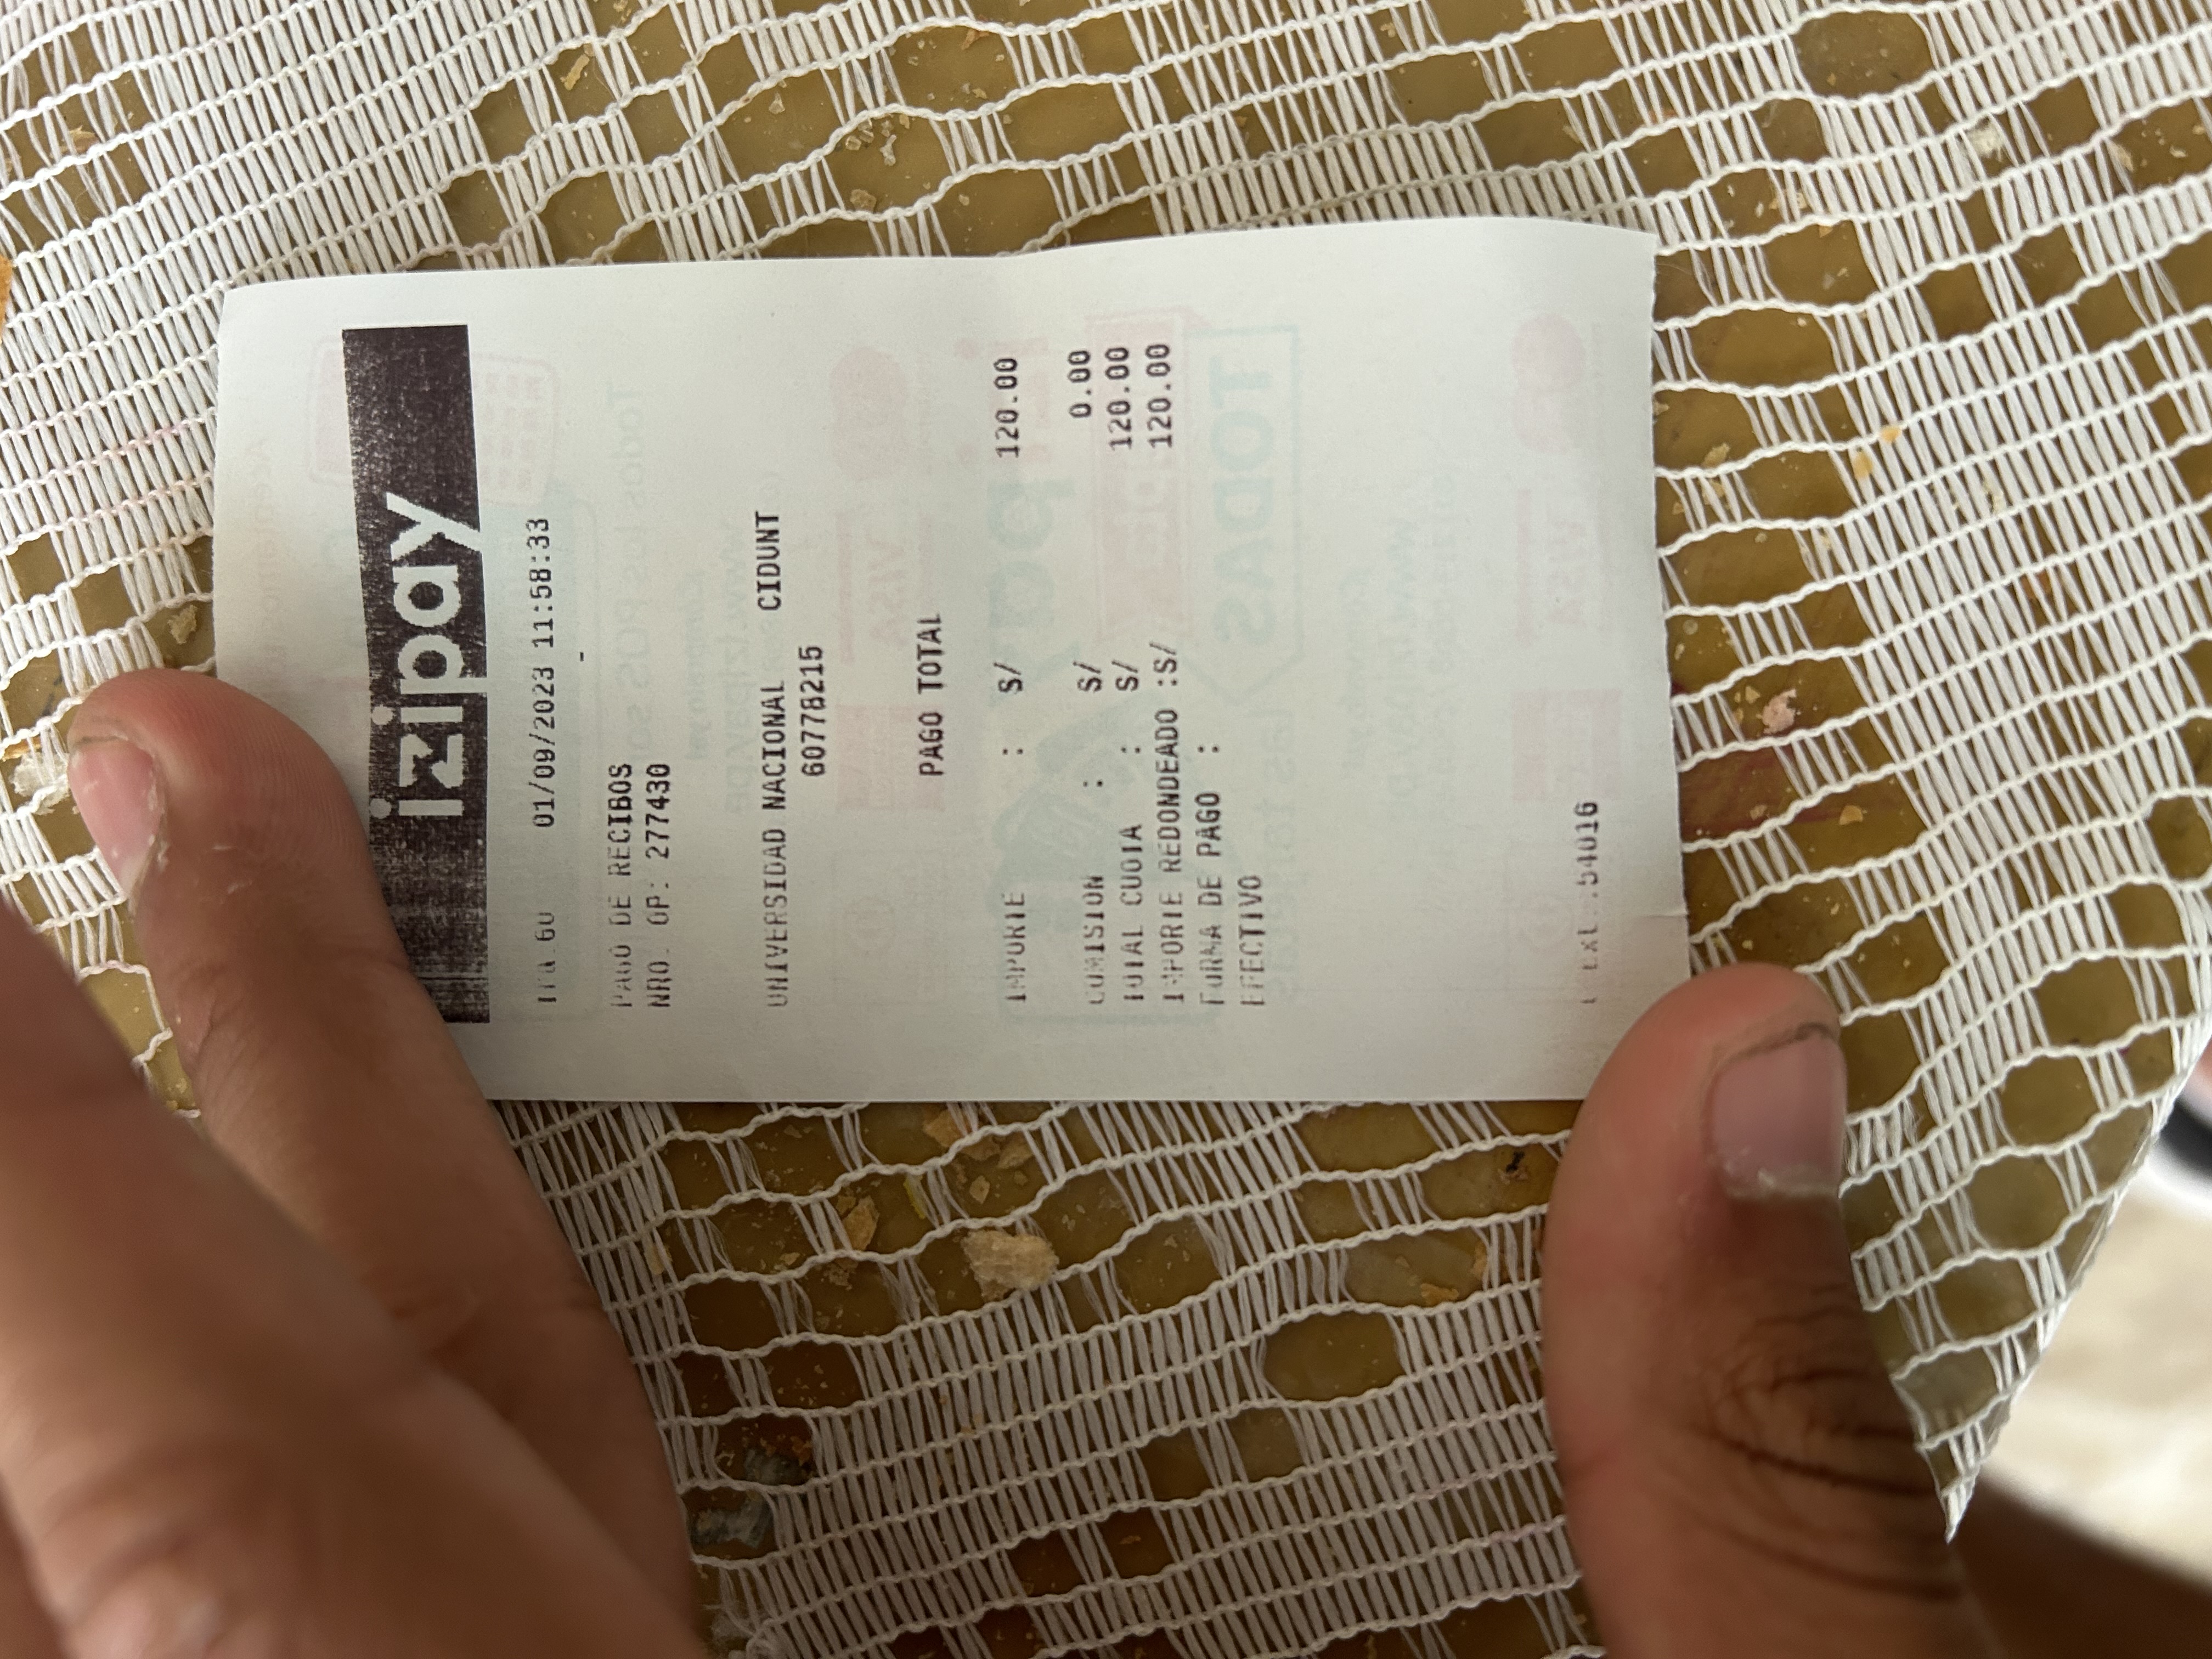 izipay
01/09/2023 11:58:33
-
PAGO DE RECIBOS
NRO. OP: 277430
UNIVERSIDAD NACIONAL CIDUNT
60778215
PAGO TOTAL
IMPORTE : S/ 120.00
COMISION : S/ 0.00
TOTAL CUOTA : S/ 120.00
IMPORTE REDONDEADO :S/ 120.00
FORMA DE PAGO :
EFECTIVO
54016